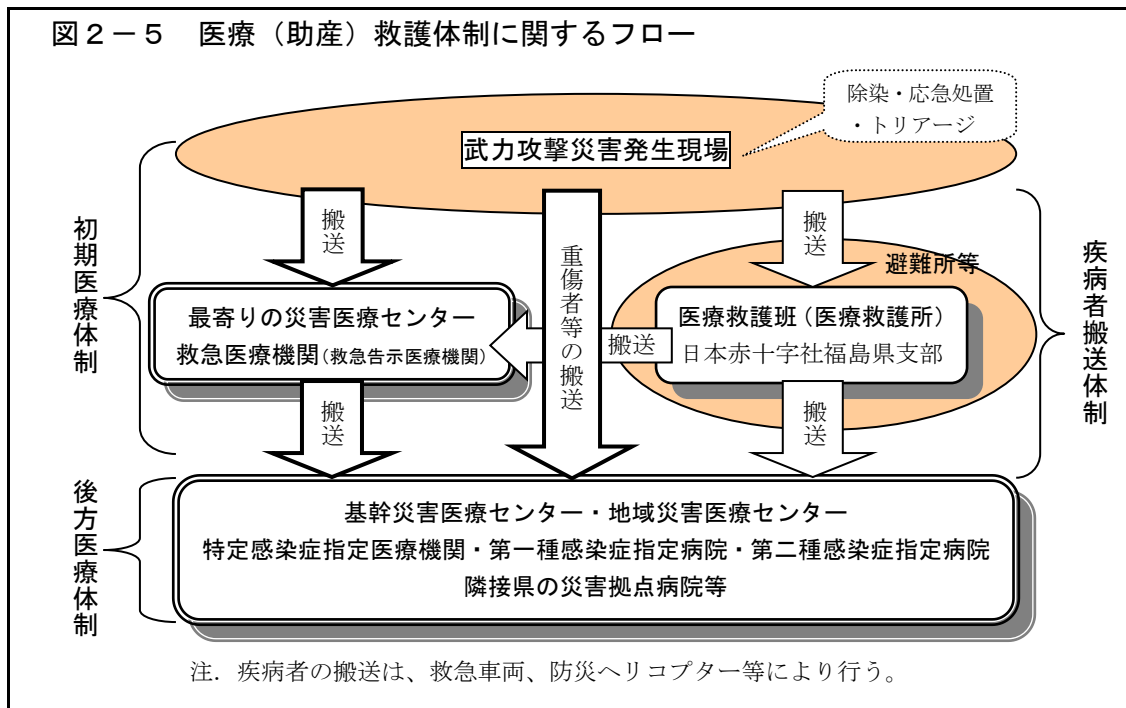 図２－５　医療（助産）救護体制に関するフロー
除染・応急処置
・トリアージ
武力攻撃災害発生現場
初期医療体制
搬送
重傷者等の搬送
搬送
避難所等
疾病者搬送体制
最寄りの災害医療センター
救急医療機関(救急告示医療機関)
搬送
医療救護班（医療救護所）
日本赤十字社福島県支部
搬送
搬送
後方医療体制
基幹災害医療センター・地域災害医療センター
特定感染症指定医療機関・第一種感染症指定病院・第二種感染症指定病院
隣接県の災害拠点病院等
注．疾病者の搬送は、救急車両、防災ヘリコプター等により行う。